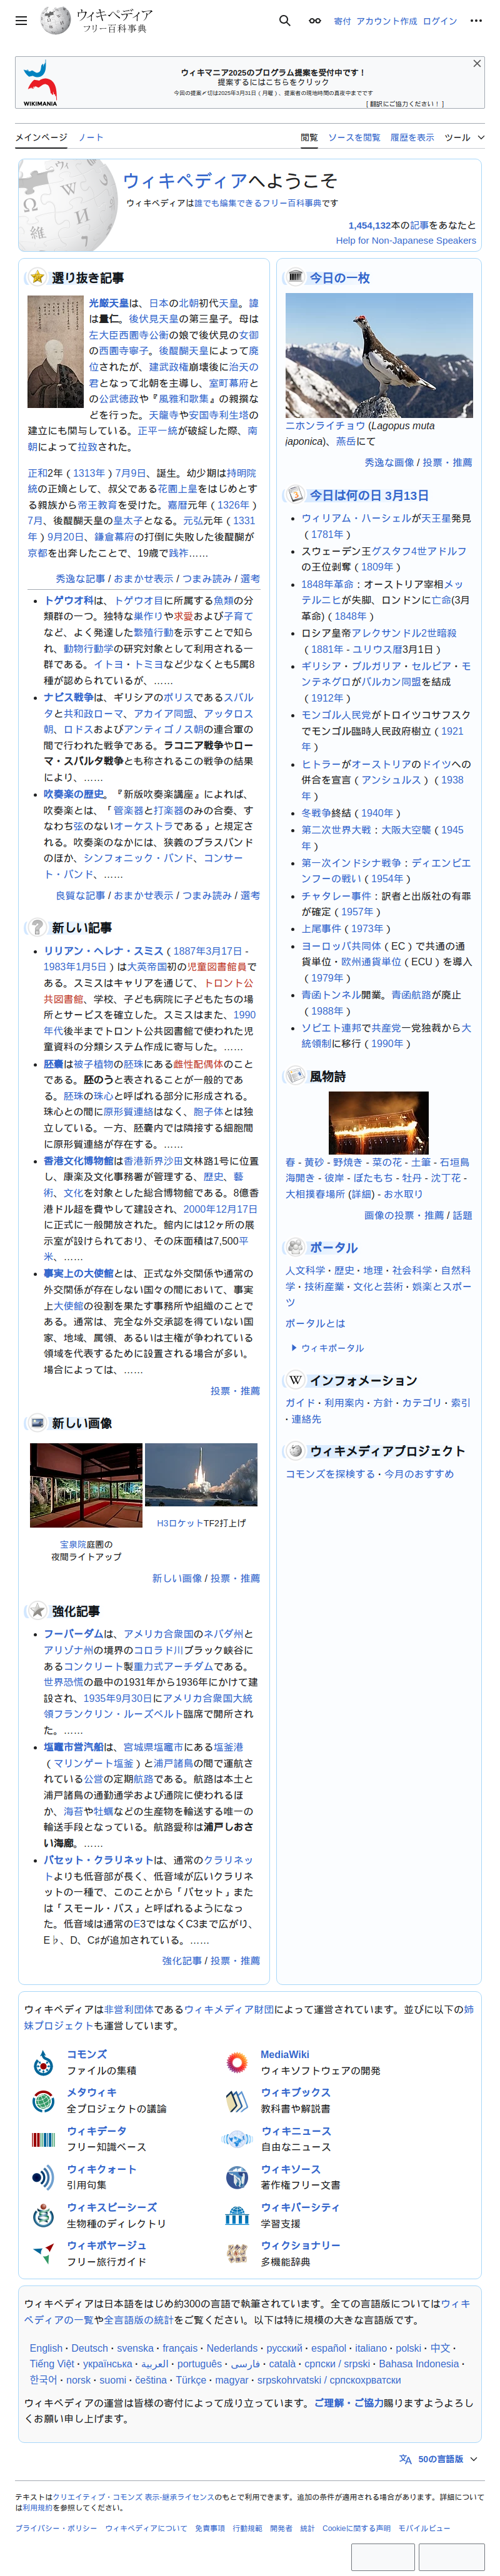 ウィキペディア
フリー百科事典
寄付 アカウント作成 ログイン
ウィキマニア2025のプログラム提案を受付中です！
提案するにはこちらをクリック
今回の提案〆切は2025年3月31日 ( 月曜 ) 、提案者の現地時間の真夜中までです
WIKIMANIA
[ 翻訳にご協力ください！ ]
メインページ ノート 閲覧 ソースを閲覧 履歴を表示 ツール
ウィキペディアへようこそ
ウィキペディアは誰でも編集できるフリー百科事典です
1,454,132本の記事をあなたと
Help for Non-Japanese Speakers
選り抜き記事
光厳天皇は、日本の北朝初代天皇。諱
は量仁。後伏見天皇の第三皇子。母は
左大臣西園寺公衡の娘で後伏見の女御
の西園寺寧子。後醍醐天皇によって廃
位されたが、建武政権崩壊後に治天の
君となって北朝を主導し、室町幕府と
の公武徳政や『風雅和歌集』の親撰な
どを行った。天龍寺や安国寺利生塔の
建立にも関与している。正平一統が破綻した際、南
朝によって拉致された。
正和2年 ( 1313年 ) 7月9日、誕生。幼少期は持明院
統の正嫡として、叔父である花園上皇をはじめとす
る親族から帝王教育を受けた。嘉暦元年 ( 1326年 )
7月、後醍醐天皇の皇太子となる。元弘元年 ( 1331
年 ) 9月20日、鎌倉幕府の打倒に失敗した後醍醐が
京都を出奔したことで、19歳で践祚……
秀逸な記事 / おまかせ表示 / つまみ読み / 選考
トゲウオ科は、トゲウオ目に所属する魚類の分
類群の一つ。独特な巣作りや求愛および子育て
など、よく発達した繁殖行動を示すことで知ら
れ、動物行動学の研究対象として利用される一
群である。イトヨ・トミヨなど少なくとも5属8
種が認められているが、……
ナビス戦争は、ギリシアのポリスであるスパル
タと共和政ローマ、アカイア同盟、アッタロス
朝、ロドスおよびアンティゴノス朝の連合軍の
間で行われた戦争である。ラコニア戦争やロー
マ・スパルタ戦争とも称されるこの戦争の結果
により、……
吹奏楽の歴史。『新版吹奏楽講座』によれば、
吹奏楽とは、「管楽器と打楽器のみの合奏、す
なわち弦のないオーケストラである」と規定さ
れる。吹奏楽のなかには、狭義のブラスバンド
のほか、シンフォニック・バンド、コンサー
ト・バンド、……
良質な記事 / おまかせ表示 / つまみ読み / 選考
新しい記事
リリアン・ヘレナ・スミス ( 1887年3月17日 -
1983年1月5日 ) は大英帝国初の児童図書館員で
ある。スミスはキャリアを通じて、トロント公
共図書館、学校、子ども病院に子どもたちの場
所とサービスを確立した。スミスはまた、1990
年代後半までトロント公共図書館で使われた児
童資料の分類システム作成に寄与した。……
胚嚢は被子植物の胚珠にある雌性配偶体のこと
である。胚のうと表されることが一般的であ
る。胚珠の珠心と呼ばれる部分に形成される。
珠心との間に原形質連絡はなく、胞子体とは独
立している。一方、胚嚢内では隣接する細胞間
に原形質連絡が存在する。……
香港文化博物館は香港新界沙田文林路1号に位置
し、康楽及文化事務署が管理する、歴史、藝
術、文化を対象とした総合博物館である。8億香
港ドル超を費やして建設され、2000年12月17日
に正式に一般開放された。館内には12ヶ所の展
示室が設けられており、その床面積は7,500平
米、……
事実上の大使館とは、正式な外交関係や通常の
外交関係が存在しない国々の間において、事実
上大使館の役割を果たす事務所や組織のことで
ある。通常は、完全な外交承認を得ていない国
家、地域、属領、あるいは主権が争われている
領域を代表するために設置される場合が多い。
場合によっては、……
投票・推薦
新しい画像
宝泉院庭園の
夜間ライトアップ
H3ロケットTF2打上げ
新しい画像 / 投票・推薦
強化記事
フーバーダムは、アメリカ合衆国のネバダ州と
アリゾナ州の境界のコロラド川ブラック峡谷に
あるコンクリート製重力式アーチダムである。
世界恐慌の最中の1931年から1936年にかけて建
設され、1935年9月30日にアメリカ合衆国大統
領フランクリン・ルーズベルト臨席で開所され
た。……
塩竈市営汽船は、宮城県塩竈市にある塩釜港
( マリンゲート塩釜 ) と浦戸諸島の間で運航さ
れている公営の定期航路である。航路は本土と
浦戸諸島の通勤通学および通院に使われるほ
か、海苔や牡蠣などの生産物を輸送する唯一の
輸送手段となっている。航路愛称は浦戸しおさ
い海廊。……
バセット・クラリネットは、通常のクラリネッ
トよりも低音部が長く、低音域が広いクラリネ
ットの一種で、このことから「バセット」また
は「スモール・バス」と呼ばれるようになっ
た。低音域は通常のE3ではなくC3まで広がり、
E♭、D、C♯が追加されている。……
強化記事 / 投票・推薦
今日の一枚
ニホンライチョウ (Lagopus muta
japonica)、燕岳にて
秀逸な画像 / 投票・推薦
今日は何の日 3月13日
ウィリアム・ハーシェルが天王星発見
( 1781年 )
スウェーデン王グスタフ4世アドルフ
の王位剥奪 ( 1809年 )
1848年革命：オーストリア宰相メッ
テルニヒが失脚、ロンドンに亡命(3月
革命) ( 1848年 )
ロシア皇帝アレクサンドル2世暗殺
( 1881年 - ユリウス暦3月1日 )
ギリシア・ブルガリア・セルビア・モ
ンテネグロがバルカン同盟を結成
( 1912年 )
モンゴル人民党がトロイツコサフスク
でモンゴル臨時人民政府樹立 ( 1921
年 )
ヒトラーがオーストリアのドイツへの
併合を宣言 ( アンシュルス ) ( 1938
年 )
冬戦争終結 ( 1940年 )
第二次世界大戦：大阪大空襲 ( 1945
年 )
第一次インドシナ戦争：ディエンビエ
ンフーの戦い ( 1954年 )
チャタレー事件：訳者と出版社の有罪
が確定 ( 1957年 )
上尾事件 ( 1973年 )
ヨーロッパ共同体 ( EC ) で共通の通
貨単位・欧州通貨単位 ( ECU ) を導入
( 1979年 )
青函トンネル開業。青函航路が廃止
( 1988年 )
ソビエト連邦で共産党一党独裁から大
統領制に移行 ( 1990年 )
風物詩
春 - 黄砂 - 野焼き - 菜の花 - 土筆 - 石垣島
海開き - 彼岸 - ぼたもち - 牡丹 - 沈丁花 -
大相撲春場所 (詳細) - お水取り
画像の投票・推薦 / 話題
ポータル
人文科学・歴史・地理・社会科学・自然科
学・技術産業・文化と芸術・娯楽とスポー
ツ
ポータルとは
ウィキポータル
インフォメーション
ガイド・利用案内・方針・カテゴリ・索引
・連絡先
ウィキメディアプロジェクト
コモンズを探検する・今月のおすすめ
ウィキペディアは非営利団体であるウィキメディア財団によって運営されています。並びに以下の姉
妹プロジェクトも運営しています。
コモンズ
ファイルの集積
MediaWiki
ウィキソフトウェアの開発
メタウィキ
全プロジェクトの議論
ウィキブックス
教科書や解説書
ウィキデータ
フリー知識ベース
ウィキニュース
自由なニュース
ウィキクォート
引用句集
ウィキソース
著作権フリー文書
ウィキスピーシーズ
生物種のディレクトリ
ウィキバーシティ
学習支援
ウィキボヤージュ
フリー旅行ガイド
ウィクショナリー
多機能辞典
ウィキペディアは日本語をはじめ約300の言語で執筆されています。全ての言語版についてはウィキ
ペディアの一覧や全言語版の統計をご覧ください。以下は特に規模の大きな言語版です。
English・Deutsch・svenska・français・Nederlands・русский・español・italiano・polski・中文・
Tiếng Việt・українська・العربية・português・فارسی・català・српски / srpski・Bahasa Indonesia・
한국어・norsk・suomi・čeština・Türkçe・magyar・srpskohrvatski / српскохрватски
ウィキペディアの運営は皆様の寄付によって成り立っています。ご理解・ご協力賜りますようよろし
くお願い申し上げます。
50の言語版
テキストはクリエイティブ・コモンズ 表示-継承ライセンスのもとで利用できます。追加の条件が適用される場合があります。詳細については利用規約を参照してください。
プライバシー・ポリシー ウィキペディアについて 免責事項 行動規範 開発者 統計 Cookieに関する声明 モバイルビュー